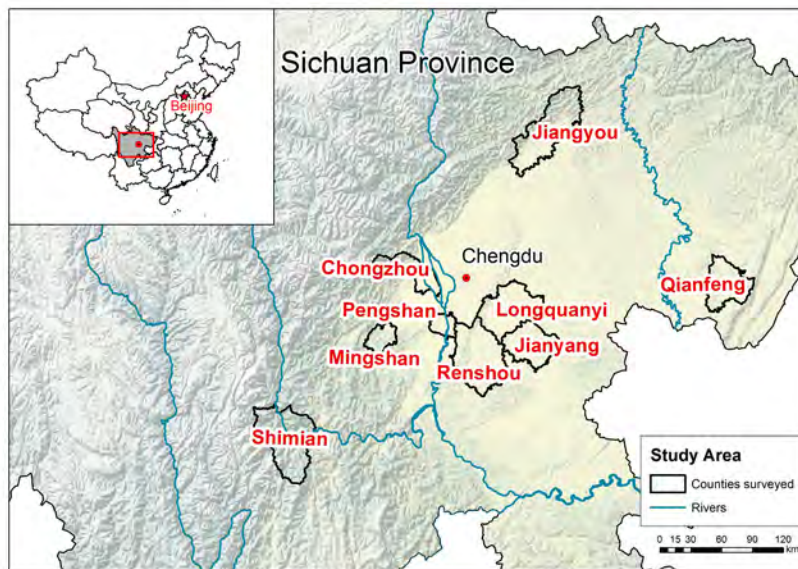 Sichuan Province
Beijing
Jiangyou
Chongzhou
Chengdu
Qianfeng
Pengshan
Longquanyi
Mingshan
Jianyang
Renshou
Shimian
Study Area
Counties surveyed
Rivers
0 15 30 60 90 120
km